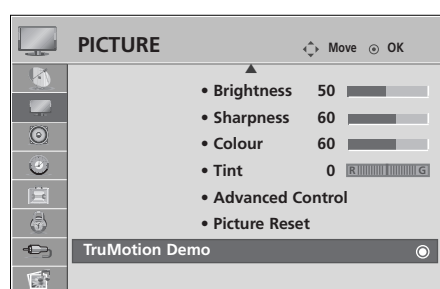 PICTURE Move OK
• Brightness 50
• Sharpness 60
• Colour 60
• Tint 0 R G
• Advanced Control
• Picture Reset
TruMotion Demo